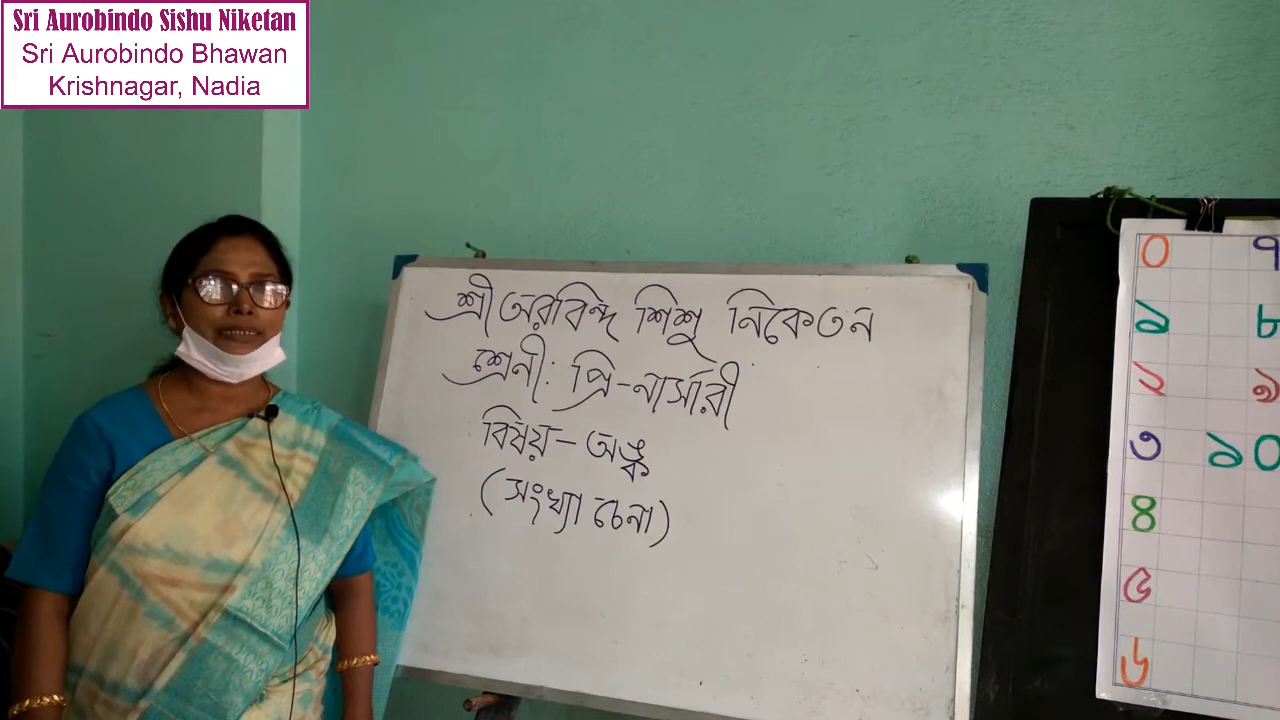 Sri Aurobindo Sishu Niketan
Sri Aurobindo Bhawan
Krishnagar, Nadia
শ্রীঅরবিন্দ শিশু নিকেতন
শ্রেনী: প্রি-নার্সারী
বিষয়-অঙ্ক
(সংখ্যা চেনা)
০ ৭
১ ৮
২ ৯
৩ ১০
৪
৫
৬